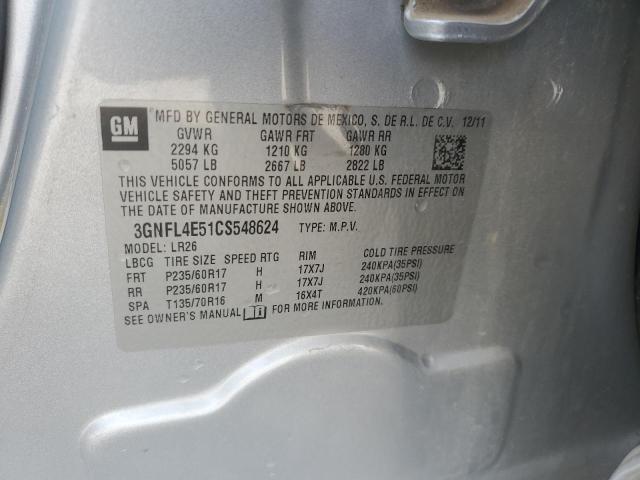 GM
MFD BY GENERAL MOTORS DE MEXICO, S. DE R.L. DE C.V. 12/11
GVWR GAWR FRT GAWR RR
2294 KG 1210 KG 1280 KG
5057 LB 2667 LB 2822 LB
THIS VEHICLE CONFORMS TO ALL APPLICABLE U.S. FEDERAL MOTOR
VEHICLE SAFETY AND THEFT PREVENTION STANDARDS IN EFFECT ON
THE DATE OF MANUFACTURE SHOWN ABOVE.
3GNFL4E51CS548624 TYPE: M.P.V.
MODEL: LR26
LBCG TIRE SIZE SPEED RTG RIM COLD TIRE PRESSURE
FRT P235/60R17 H 17X7J 240KPA(35PSI)
RR P235/60R17 H 17X7J 240KPA(35PSI)
SPA T135/70R16 M 16X4T 420KPA(60PSI)
SEE OWNER'S MANUAL FOR MORE INFORMATION.